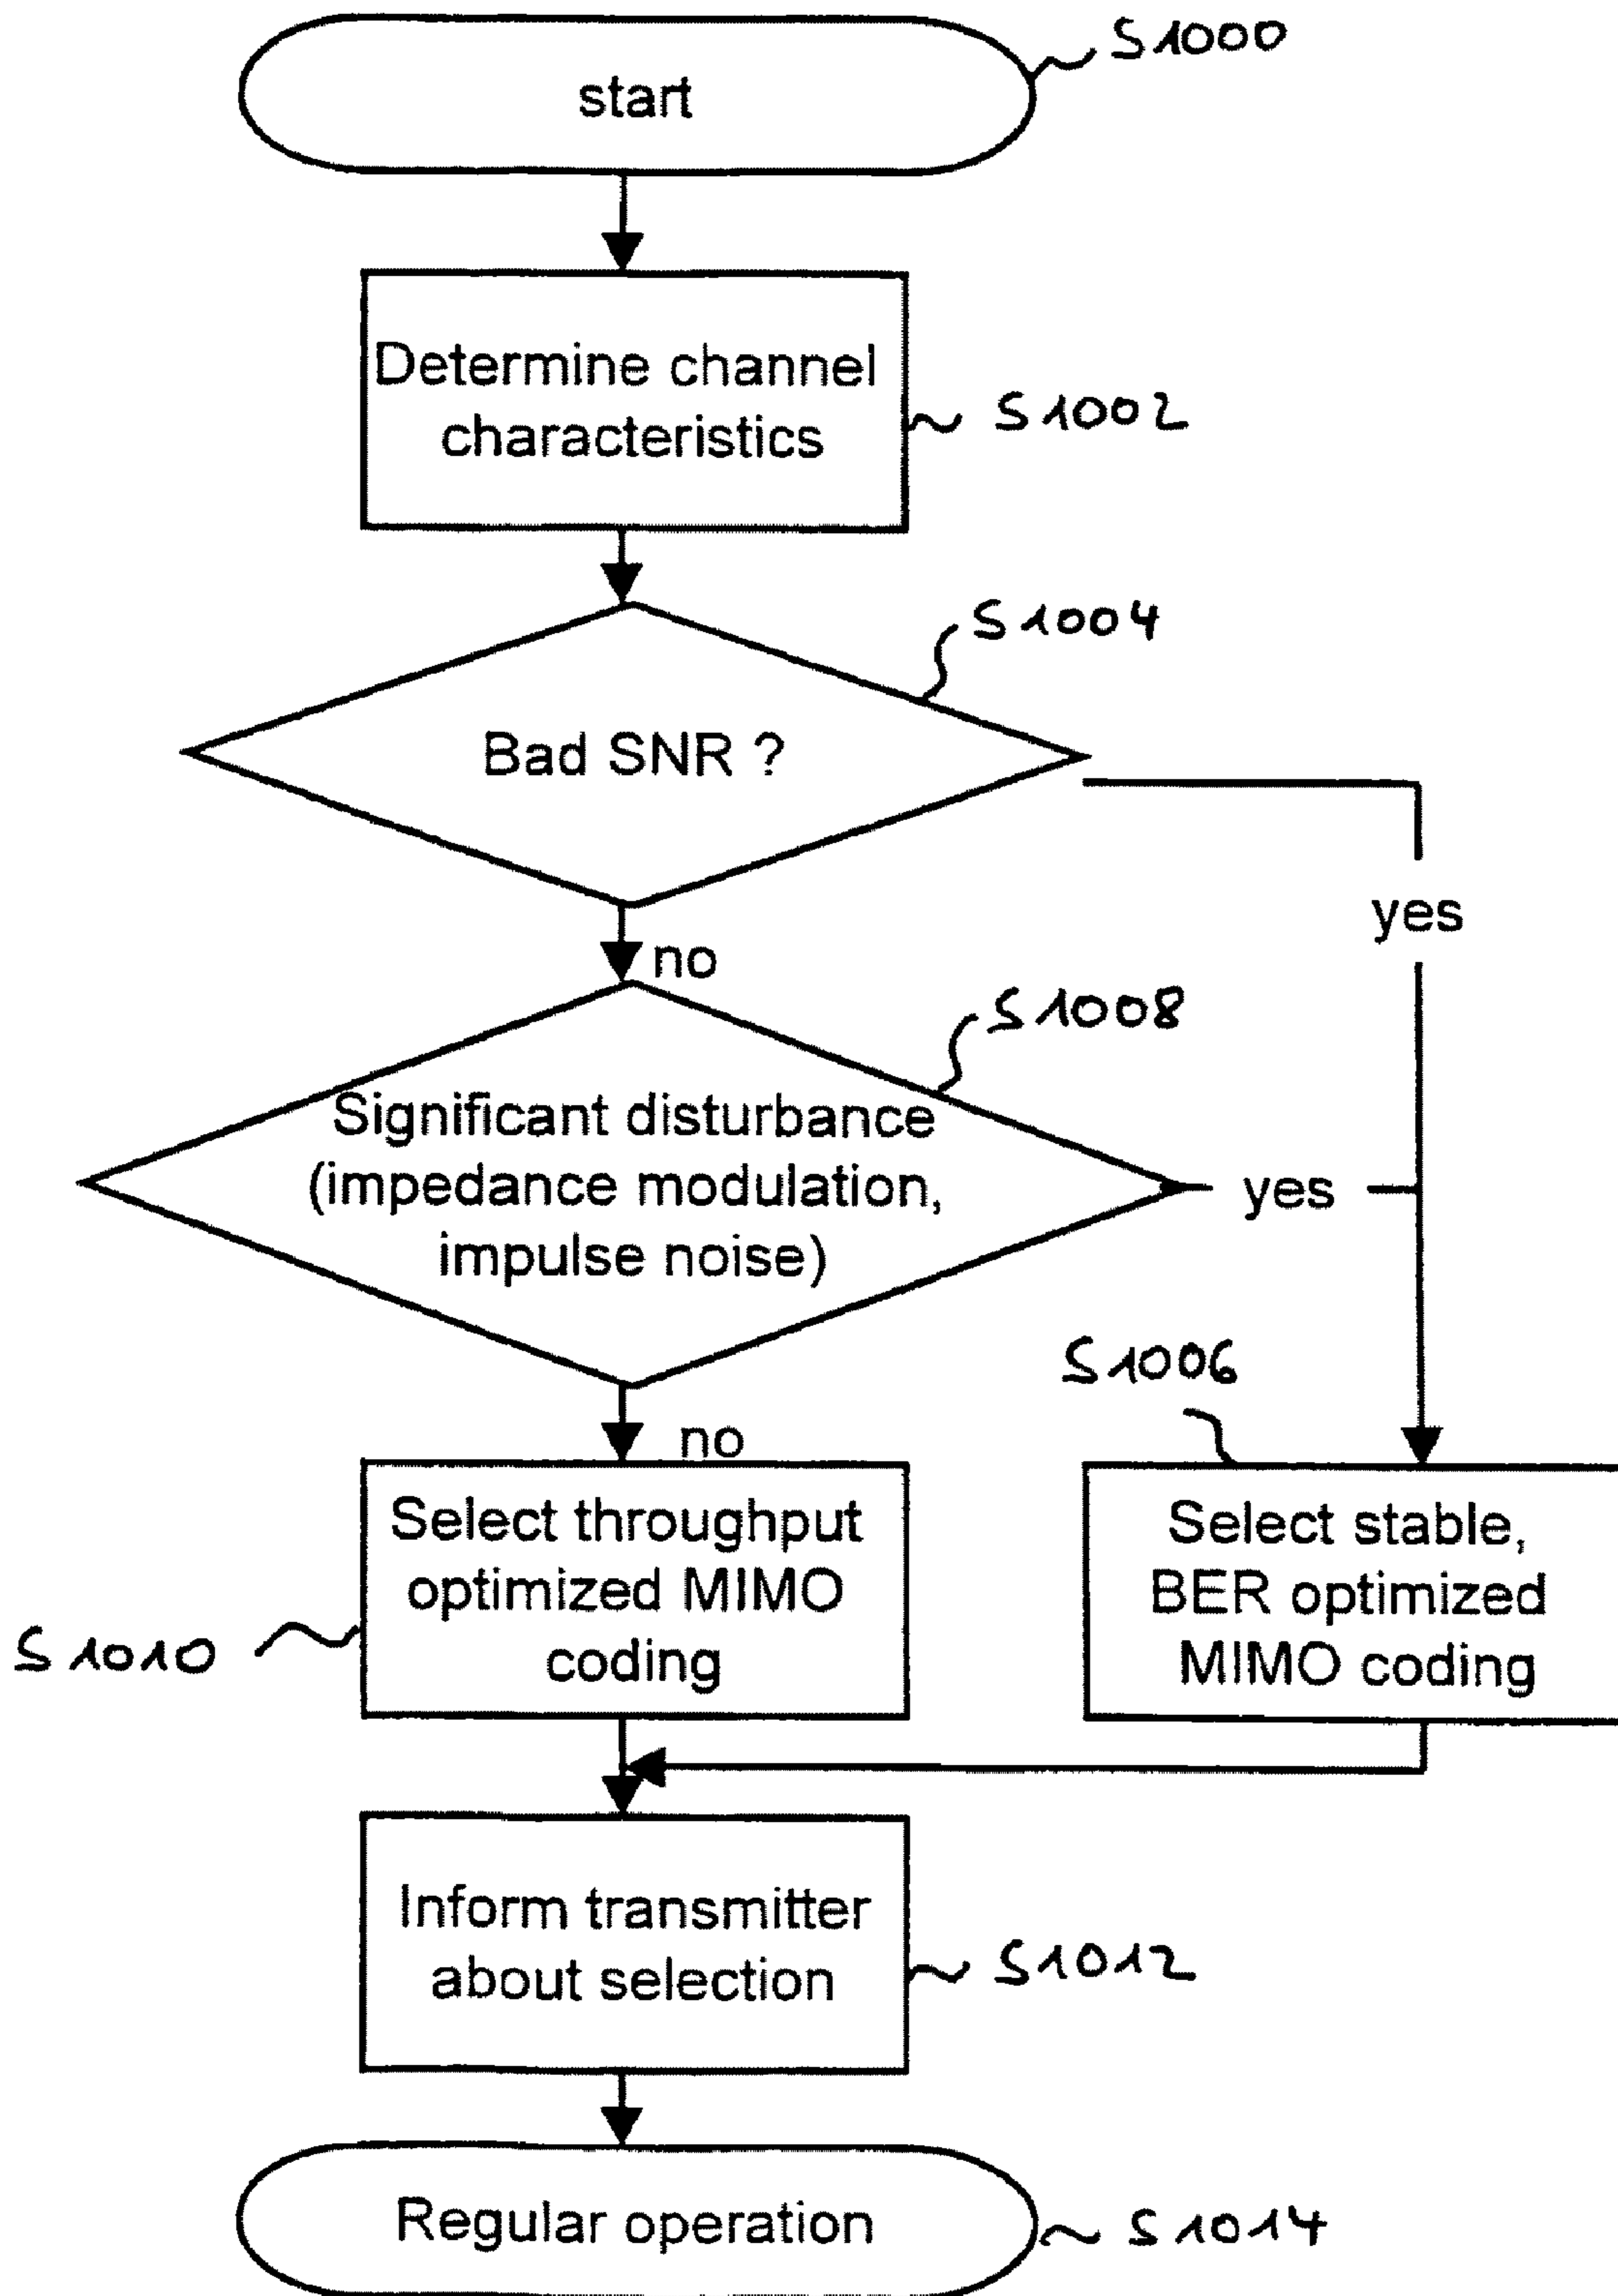 start
S1000
Determine channel
characteristics
S1002
S1004
Bad SNR ?
yes
no
S1008
Significant disturbance
(impedance modulation,
impulse noise)
yes
S1006
no
Select throughput
optimized MIMO
coding
S1010
Select stable,
BER optimized
MIMO coding
Inform transmitter
about selection
S1012
Regular operation
S1014